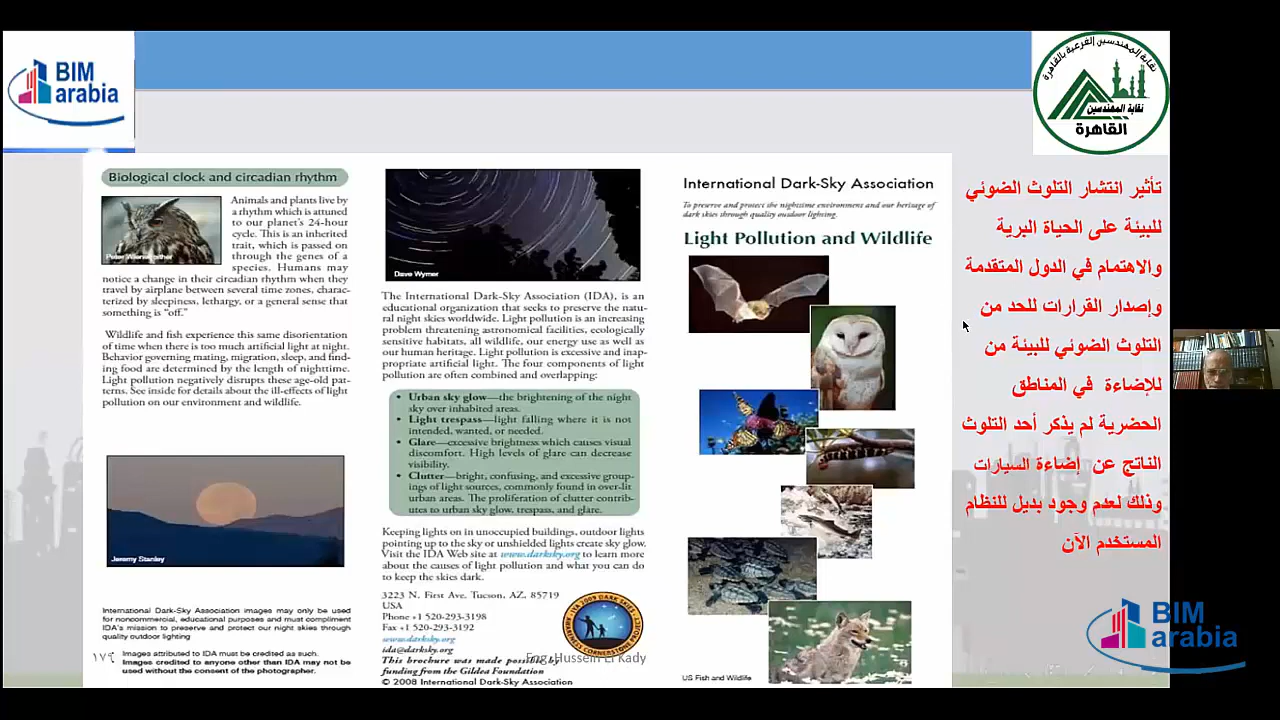 BIM
arabia
نقابة المهندسين الفرعية بالقاهرة
نقابة المهندسين
القاهرة
Biological clock and circadian rhythm
Animals and plants live by
a rhythm which is attuned
to our planet's 24-hour
cycle. This is an inherited
trait, which is passed on
through the genes of a
species. Humans may
notice a change in their circadian rhythm when they
travel by airplane between several time zones, charac-
terized by sleepiness, lethargy, or a general sense that
something is “off.”
Wildlife and fish experience this same disorientation
of time when there is too much artificial light at night.
Behavior governing mating, migration, sleep, and find-
ing food are determined by the length of nighttime.
Light pollution negatively disrupts these age-old pat-
terns. See inside for details about the ill-effects of light
pollution on our environment and wildlife.
Jeremy Stanley
International Dark-Sky Association images may only be used
for noncommercial, educational purposes and must compliment
IDA's mission to preserve and protect our night skies through
quality outdoor lighting
Images attributed to IDA must be credited as such.
Images credited to anyone other than IDA may not be
used without the consent of the photographer.
١٧٩
Dave Wymer
The International Dark-Sky Association (IDA), is an
educational organization that seeks to preserve the natu-
ral night skies worldwide. Light pollution is an increasing
problem threatening astronomical facilities, ecologically
sensitive habitats, all wildlife, our energy use as well as
our human heritage. Light pollution is excessive and inap-
propriate artificial light. The four components of light
pollution are often combined and overlapping:
• Urban sky glow—the brightening of the night
sky over inhabited areas.
• Light trespass—light falling where it is not
intended, wanted, or needed.
• Glare—excessive brightness which causes visual
discomfort. High levels of glare can decrease
visibility.
• Clutter—bright, confusing, and excessive group-
ings of light sources, commonly found in over-lit
urban areas. The proliferation of clutter contrib-
utes to urban sky glow, trespass, and glare.
Keeping lights on in unoccupied buildings, outdoor lights
pointing up to the sky or unshielded lights create sky glow.
Visit the IDA Web site at www.darksky.org to learn more
about the causes of light pollution and what you can do
to keep the skies dark.
3223 N. First Ave, Tucson, AZ, 85719
USA
Phone +1 520-293-3198
Fax +1 520-293-3192
www.darksky.org
ida@darksky.org
This brochure was made possible by
funding from the Gildea Foundation
© 2008 International Dark-Sky Association
Eng. Hussein El Kady
International Dark-Sky Association
To preserve and protect the nighttime environment and our heritage of
dark skies through quality outdoor lighting.
Light Pollution and Wildlife
US Fish and Wildlife
تأثير انتشار التلوث الضوئي
للبيئة على الحياة البرية
والاهتمام في الدول المتقدمة
وإصدار القرارات للحد من
التلوث الضوئي للبيئة من
للإضاءة في المناطق
الحضرية لم يذكر أحد التلوث
الناتج عن إضاءة السيارات
وذلك لعدم وجود بديل للنظام
المستخدم الآن
BIM
arabia